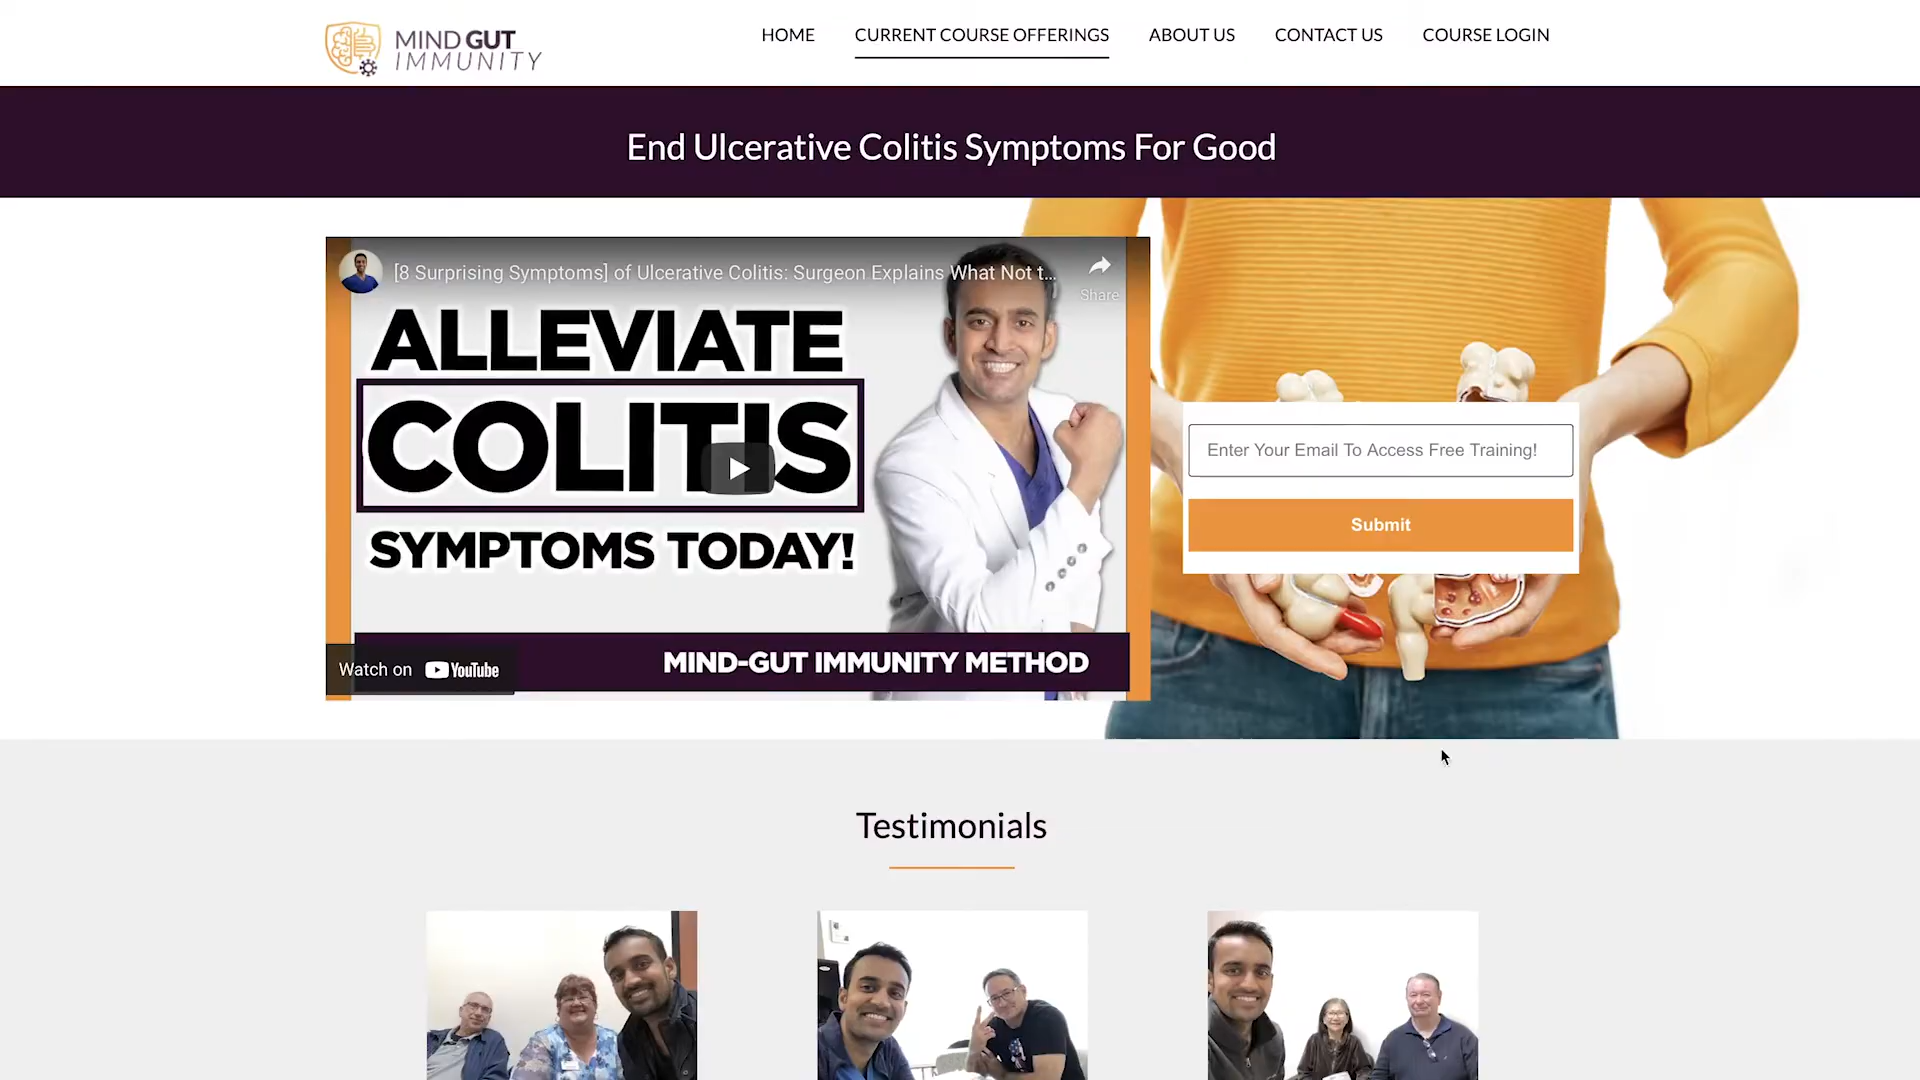 MIND GUT
IMMUNITY
HOME
CURRENT COURSE OFFERINGS
ABOUT US
CONTACT US
COURSE LOGIN
End Ulcerative Colitis Symptoms For Good
[8 Surprising Symptoms] of Ulcerative Colitis: Surgeon Explains What Not t...
Share
ALLEVIATE
COLITIS
SYMPTOMS TODAY!
Watch on YouTube
MIND-GUT IMMUNITY METHOD
Enter Your Email To Access Free Training!
Submit
Testimonials